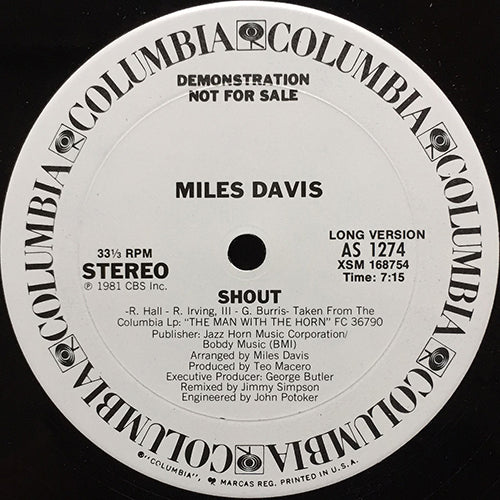 COLUMBIA COLUMBIA COLUMBIA COLUMBIA COLUMBIA COLUMBIA COLUMBIA COLUMBIA
DEMONSTRATION
NOT FOR SALE
MILES DAVIS
33⅓ RPM
STEREO
℗ 1981 CBS Inc.
LONG VERSION
AS 1274
XSM 168754
Time: 7:15
SHOUT
-R. Hall - R. Irving, III - G. Burris- Taken From The
Columbia Lp: "THE MAN WITH THE HORN" FC 36790
Publisher: Jazz Horn Music Corporation/
Bobdy Music (BMI)
Arranged by Miles Davis
Produced by Teo Macero
Executive Producer: George Butler
Remixed by Jimmy Simpson
Engineered by John Potoker
® "COLUMBIA", MARCAS REG. PRINTED IN U.S.A.